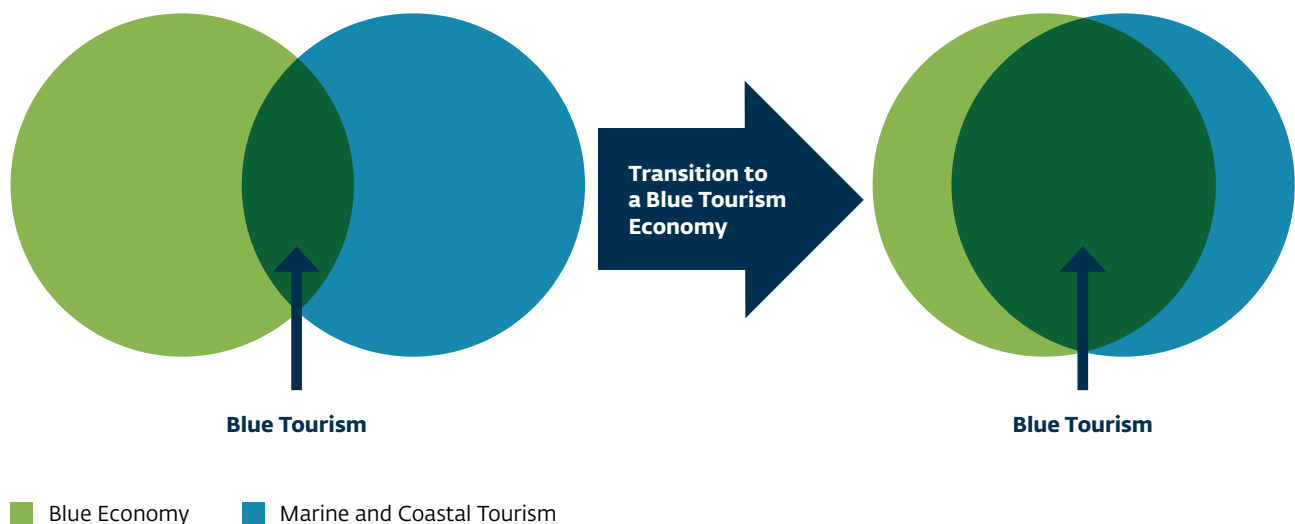 Transition to
a Blue Tourism
Economy
Blue Tourism
Blue Tourism
Blue Economy
Marine and Coastal Tourism